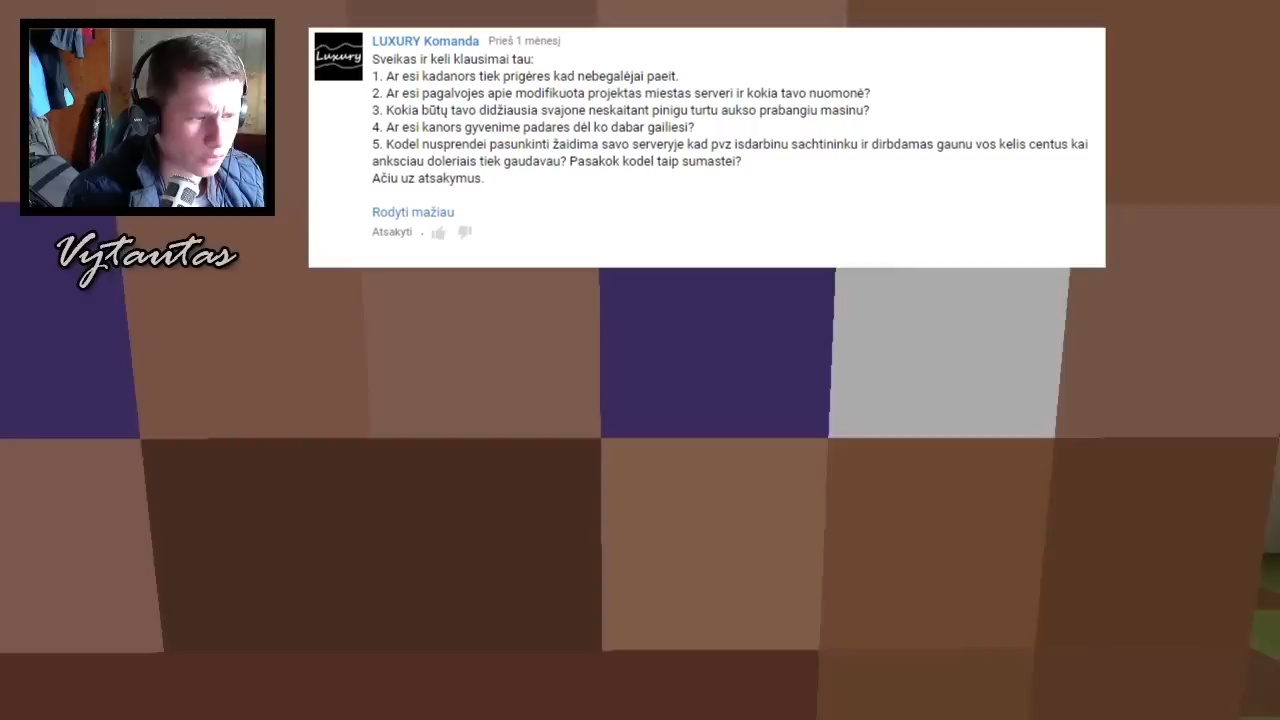 LUXURY Komanda Prieš 1 mėnesį
Luxury
Sveikas ir keli klausimai tau:
1. Ar esi kadanors tiek prigėres kad nebegalėjai paeit.
2. Ar esi pagalvojes apie modifikuota projektas miestas serveri ir kokia tavo nuomonė?
3. Kokia būtų tavo didžiausia svajone neskaitant pinigu turtu aukso prabangiu masinu?
4. Ar esi kanors gyvenime padares dėl ko dabar gailiesi?
5. Kodel nusprendei pasunkinti žaidima savo serveryje kad pvz isdarbinu sachtininku ir dirbdamas gaunu vos kelis centus kai
anksciau doleriais tiek gaudavau? Pasakok kodel taip sumastei?
Ačiu uz atsakymus.
Rodyti mažiau
Atsakyti
Vytautas